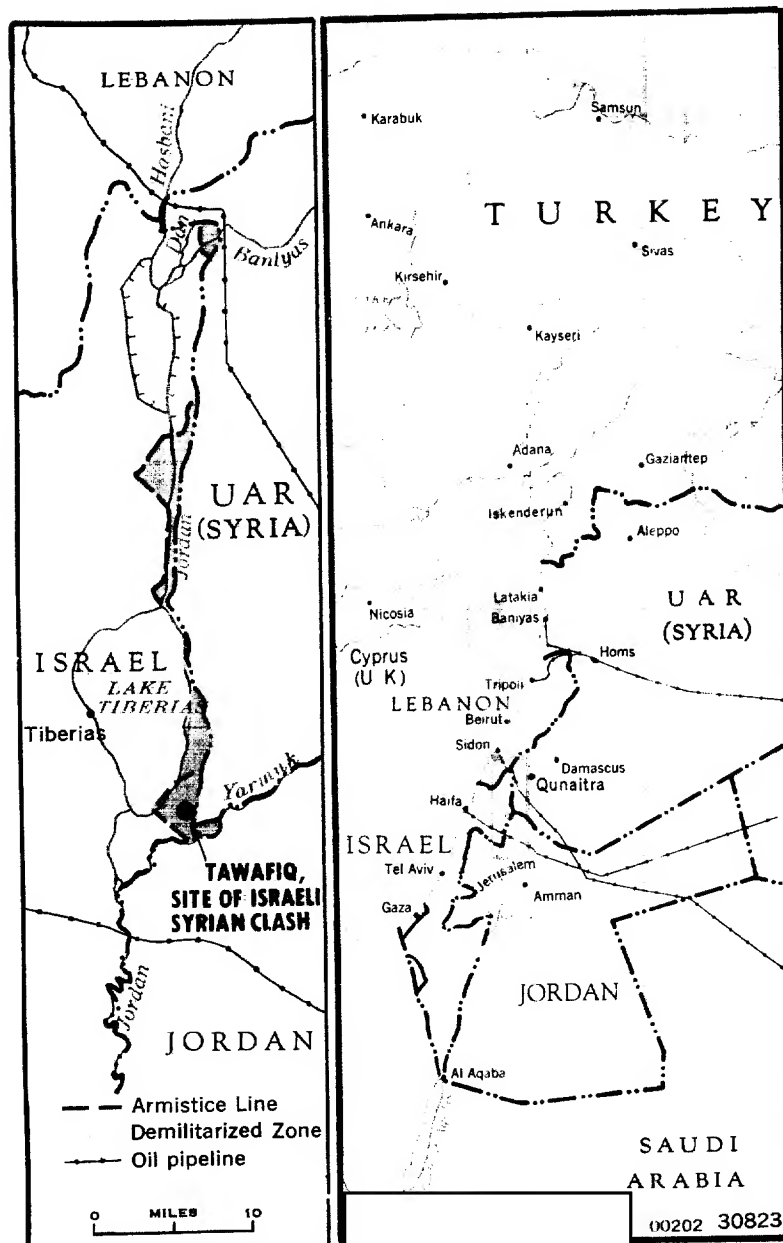 LEBANON
Hasbani
Dan
Baniyas
UAR
(SYRIA)
Jordan
ISRAEL
LAKE
TIBERIAS
Tiberias
Yarmuk
TAWAFIQ,
SITE OF ISRAELI
SYRIAN CLASH
Jordan
JORDAN
Armistice Line
Demilitarized Zone
Oil pipeline
0 MILES 10
Samsun
Karabuk
TURKEY
Ankara
Sivas
Kirsehir
Kayseri
Adana
Gaziantep
Iskenderun
Aleppo
Latakia
Baniyas
UAR
(SYRIA)
Nicosia
Cyprus
(UK)
Homs
Tripoli
LEBANON
Beirut
Sidon
Damascus
Qunaitra
Haifa
ISRAEL
Tel Aviv
Jerusalem
Amman
Gaza
JORDAN
Al Aqaba
SAUDI
ARABIA
00202 30823